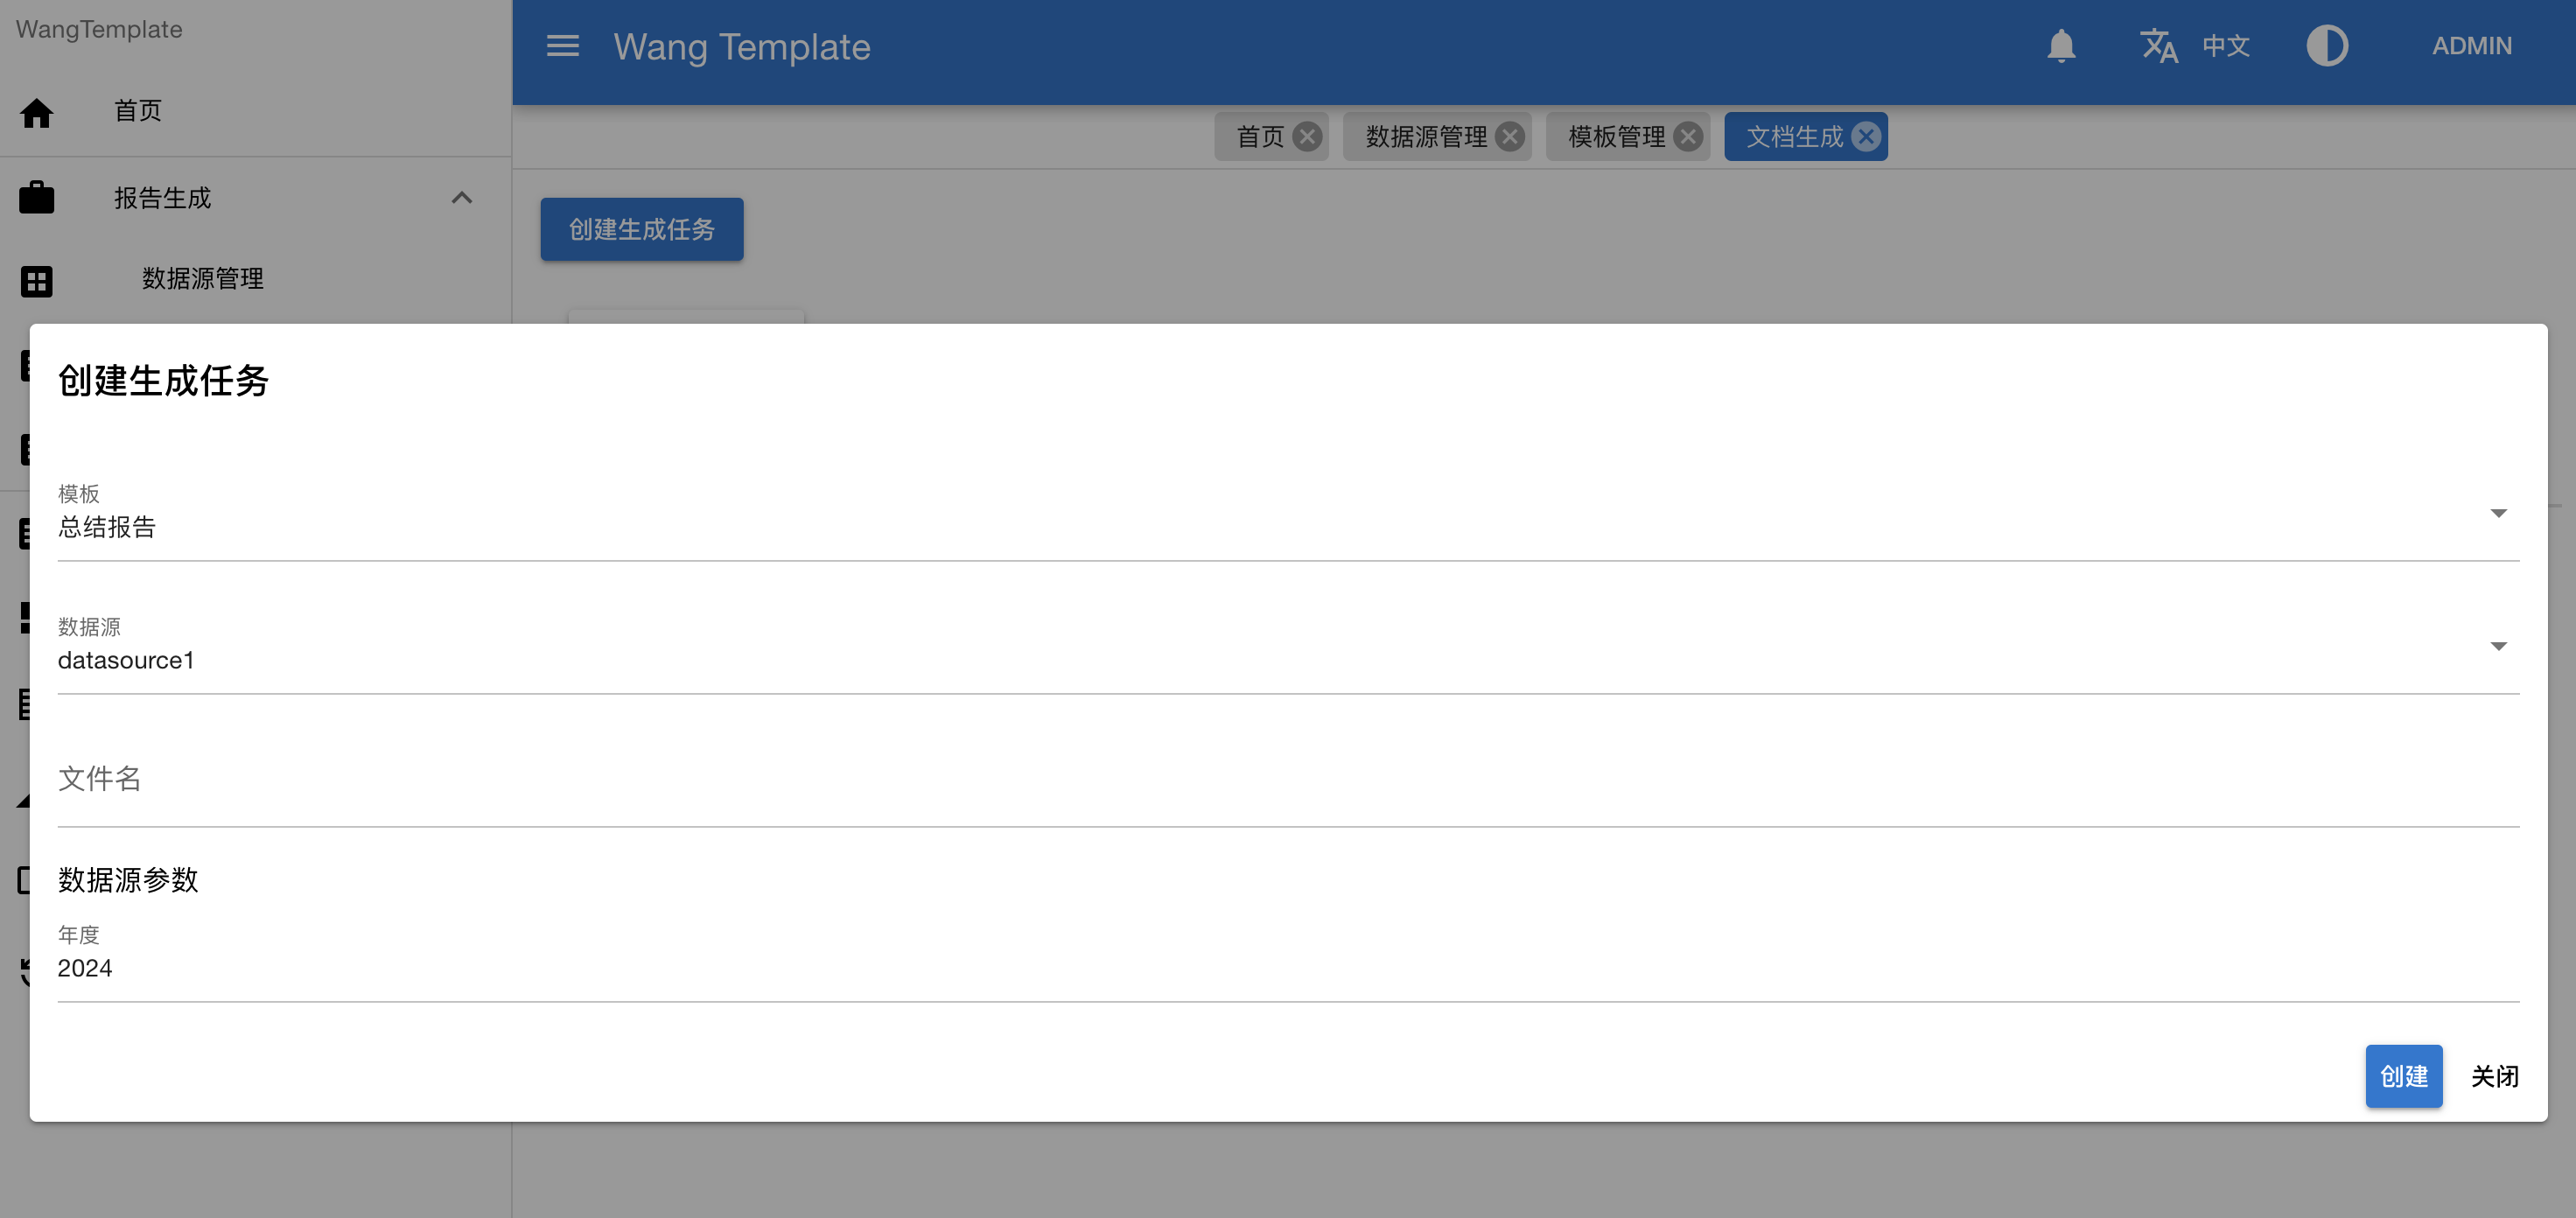 WangTemplate
首页
报告生成
数据源管理
Wang Template
中文
ADMIN
首页
数据源管理
模板管理
文档生成
创建生成任务
创建生成任务
模板
总结报告
数据源
datasource1
文件名
数据源参数
年度
2024
创建
关闭